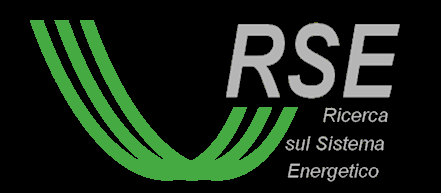 RSE
Ricerca
sul Sistema
Energetico